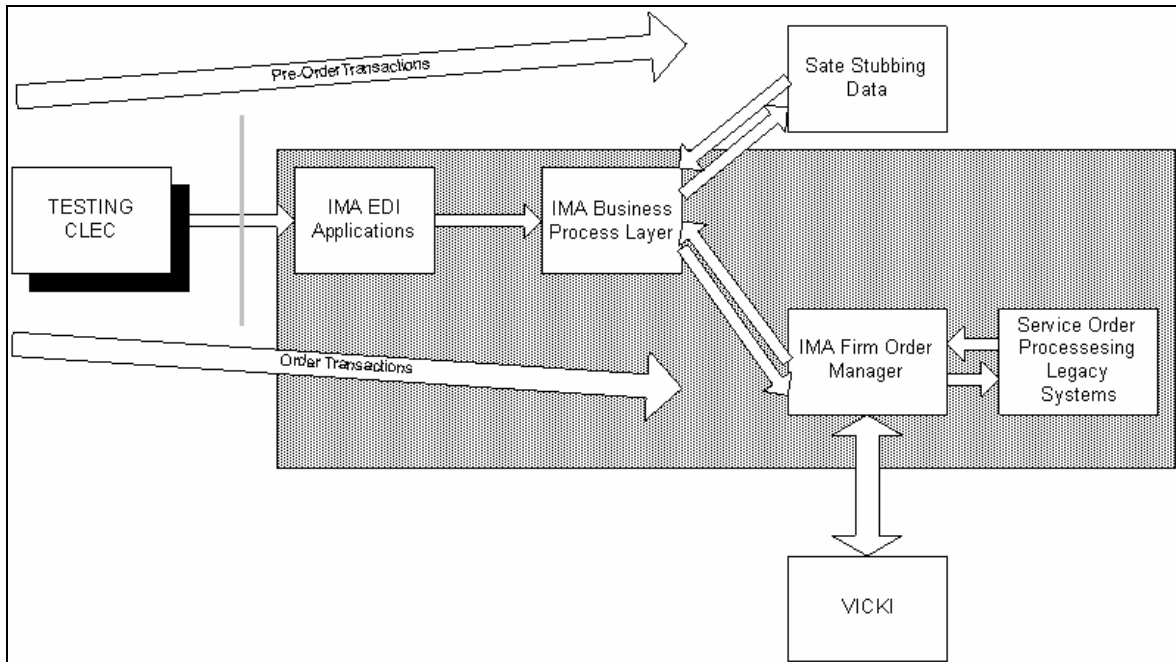 Pre-Order Transactions
Sate Stubbing
Data
TESTING
CLEC
IMA EDI
Applications
IMA Business
Process Layer
Order Transactions
IMA Firm Order
Manager
Service Order
Processesing
Legacy
Systems
VICKI